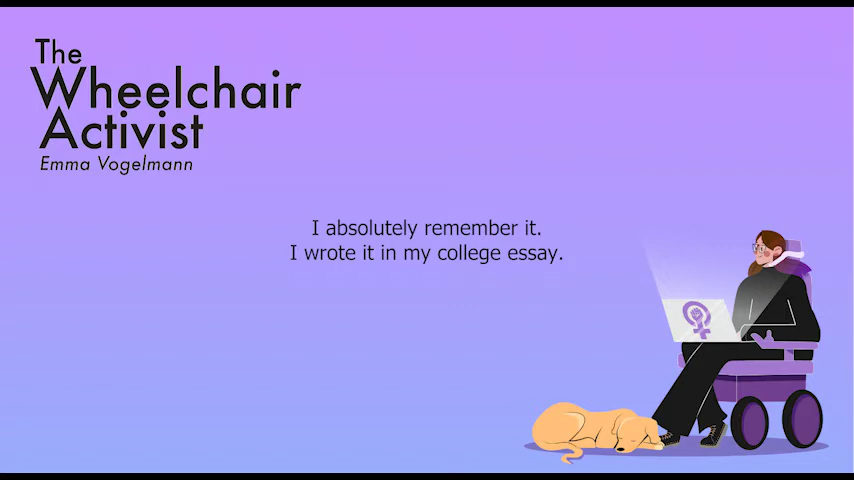 The
Wheelchair
Activist
Emma Vogelmann
I absolutely remember it.
I wrote it in my college essay.